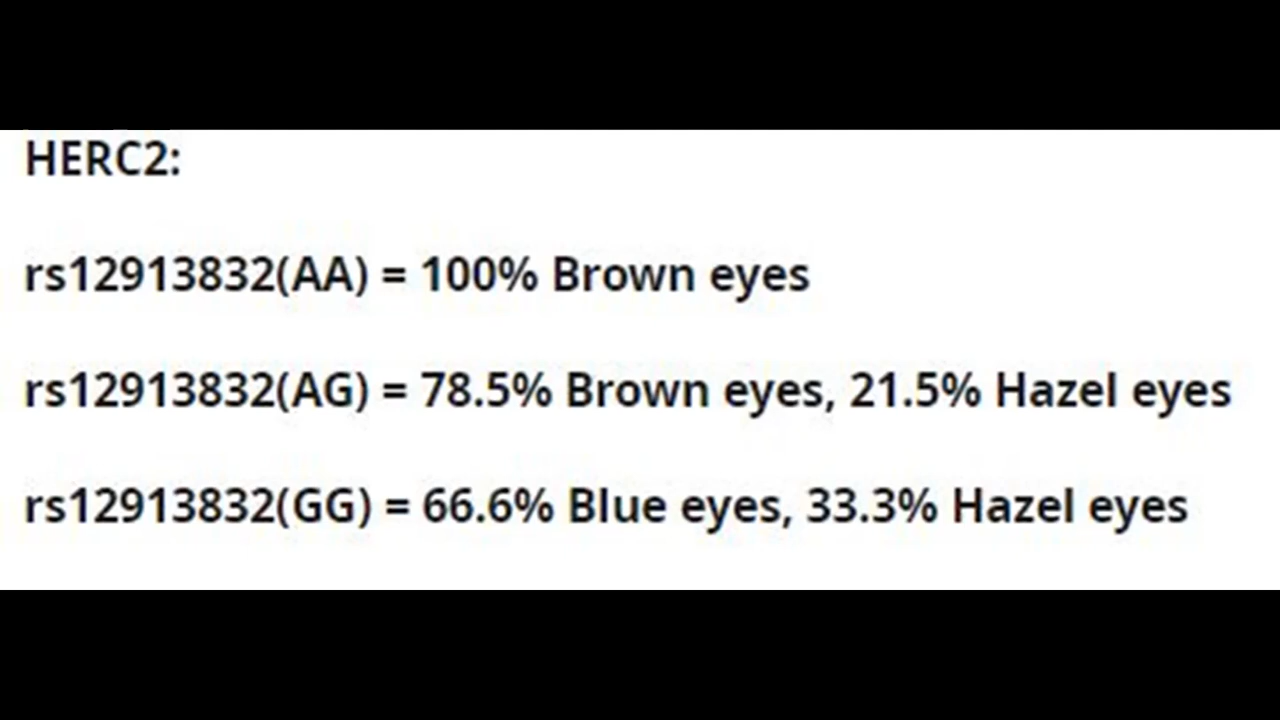 HERC2:
rs12913832(AA) = 100% Brown eyes
rs12913832(AG) = 78.5% Brown eyes, 21.5% Hazel eyes
rs12913832(GG) = 66.6% Blue eyes, 33.3% Hazel eyes